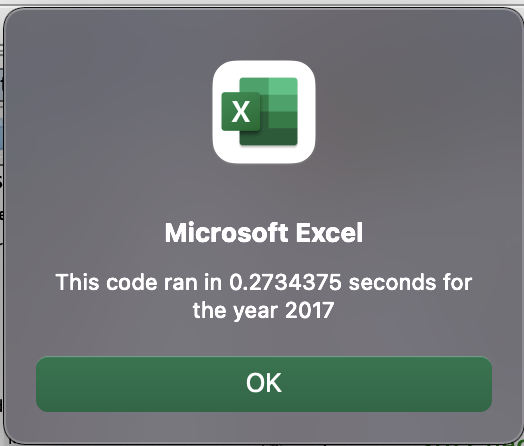 X
Microsoft Excel
This code ran in 0.2734375 seconds for
the year 2017
OK